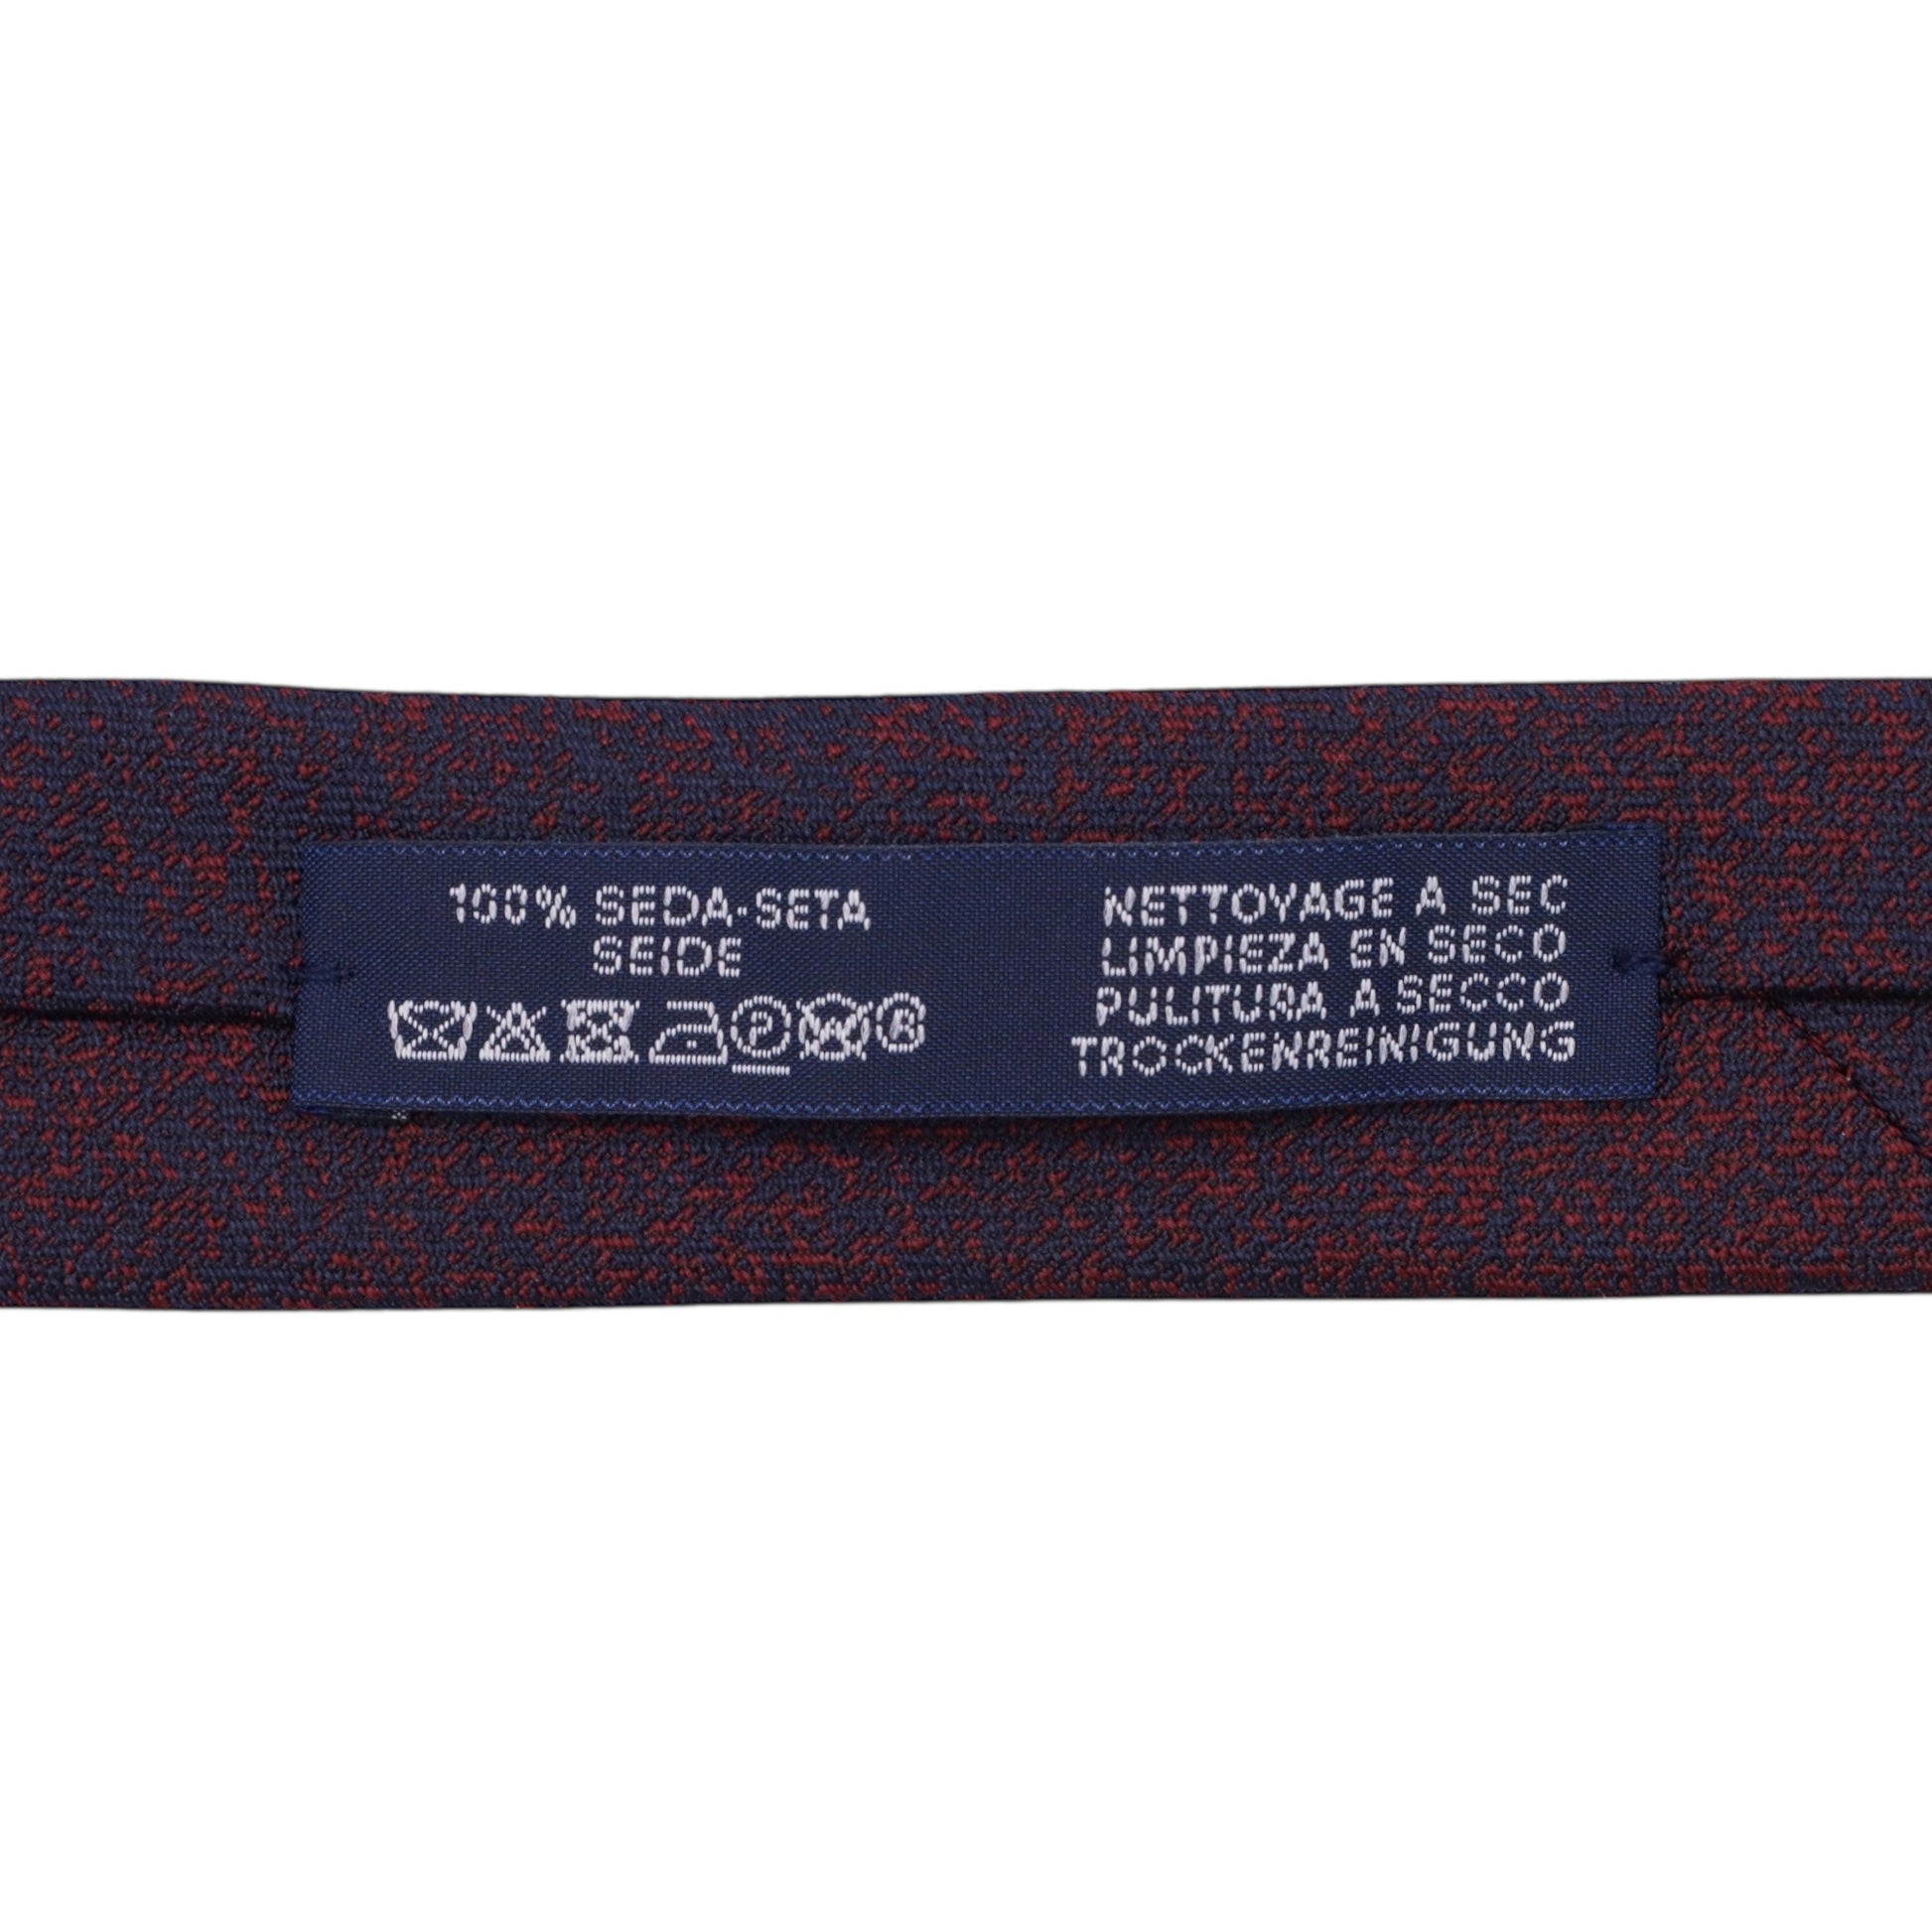 100% SEDA-SETA
SEIDE
P W R
NETTOYAGE A SEC
LIMPIEZA EN SECO
PULITURA A SECCO
TROCKENREINIGUNG